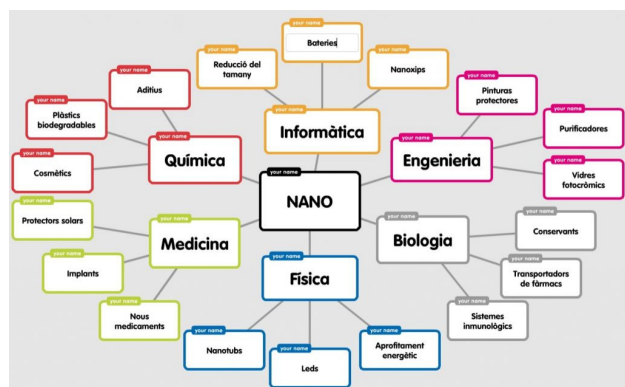 your name
Bateries
your name
Reducció del
tamany
your name
Nanoxips
your name
Informàtica
your name
Aditius
your name
Plàstics
biodegradables
your name
Cosmètics
your name
Química
your name
Pinturas
protectores
your name
Purificadores
your name
Vidres
fotocròmics
your name
Engenieria
your name
NANO
your name
Protectors solars
your name
Implants
your name
Nous
medicaments
your name
Medicina
your name
Física
your name
Nanotubs
your name
Leds
your name
Aprofitament
energètic
your name
Biologia
your name
Conservants
your name
Transportadors
de fármacs
your name
Sistemes
inmunològics